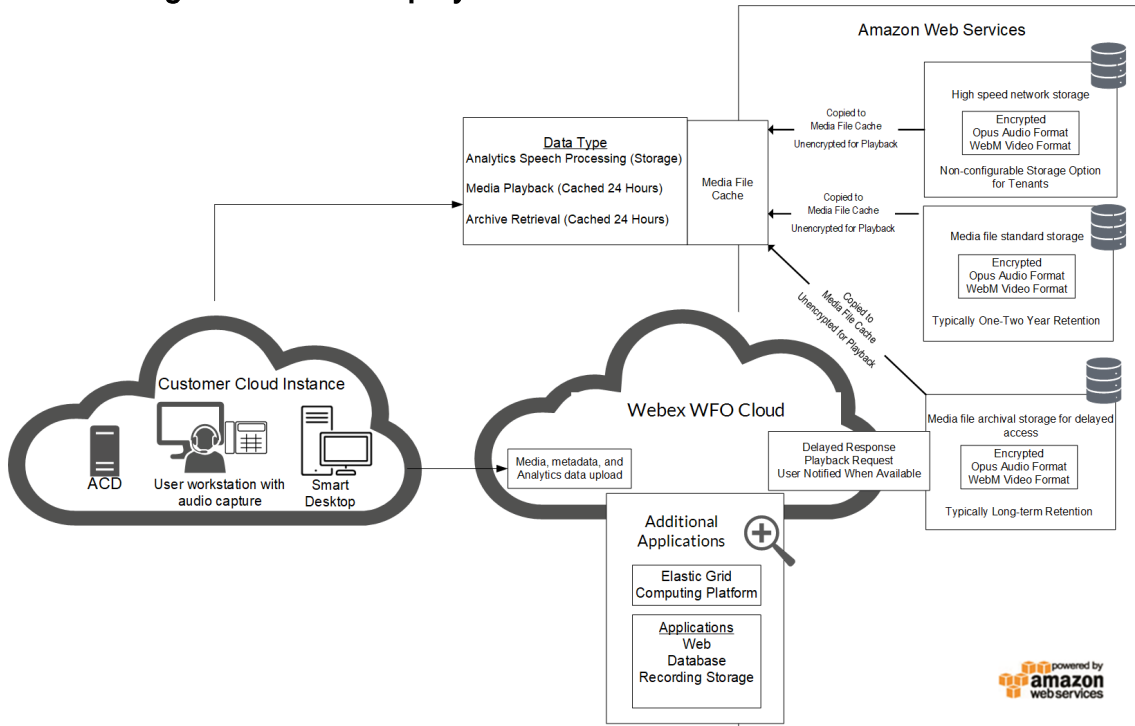 Amazon Web Services
High speed network storage
Encrypted
Opus Audio Format
WebM Video Format
Non-configurable Storage Option
for Tenants
Copied to
Media File Cache
Unencrypted for Playback
Data Type
Analytics Speech Processing (Storage)
Media Playback (Cached 24 Hours)
Archive Retrieval (Cached 24 Hours)
Media File
Cache
Copied to
Media File Cache
Unencrypted for Playback
Media file standard storage
Encrypted
Opus Audio Format
WebM Video Format
Typically One-Two Year Retention
Copied to
Media File Cache
Unencrypted for Playback
Customer Cloud Instance
ACD
User workstation with
audio capture
Smart
Desktop
Webex WFO Cloud
Media, metadata, and
Analytics data upload
Delayed Response
Playback Request
User Notified When Available
Media file archival storage for delayed
access
Encrypted
Opus Audio Format
WebM Video Format
Typically Long-term Retention
Additional
Applications
Elastic Grid
Computing Platform
Applications
Web
Database
Recording Storage
powered by
amazon
webservices